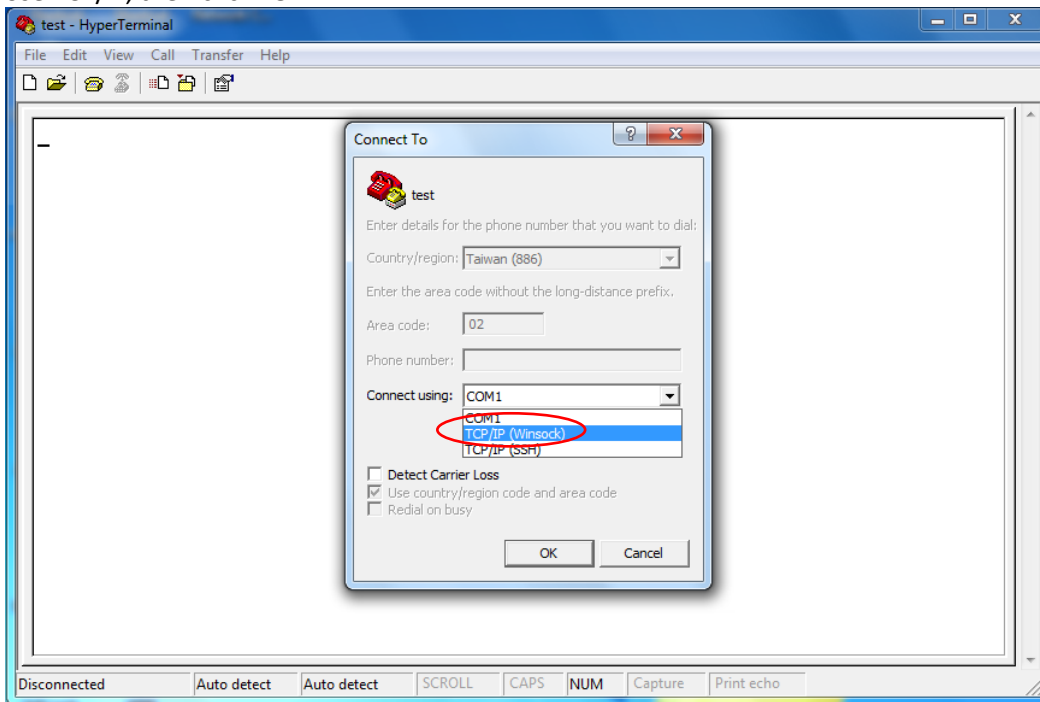 test - HyperTerminal
File Edit View Call Transfer Help
Connect To
test
Enter details for the phone number that you want to dial:
Country/region: Taiwan (886)
Enter the area code without the long-distance prefix.
Area code: 02
Phone number:
Connect using: COM1
COM1
TCP/IP (Winsock)
TCP/IP (SSH)
Detect Carrier Loss
Use country/region code and area code
Redial on busy
OK Cancel
Disconnected Auto detect Auto detect SCROLL CAPS NUM Capture Print echo